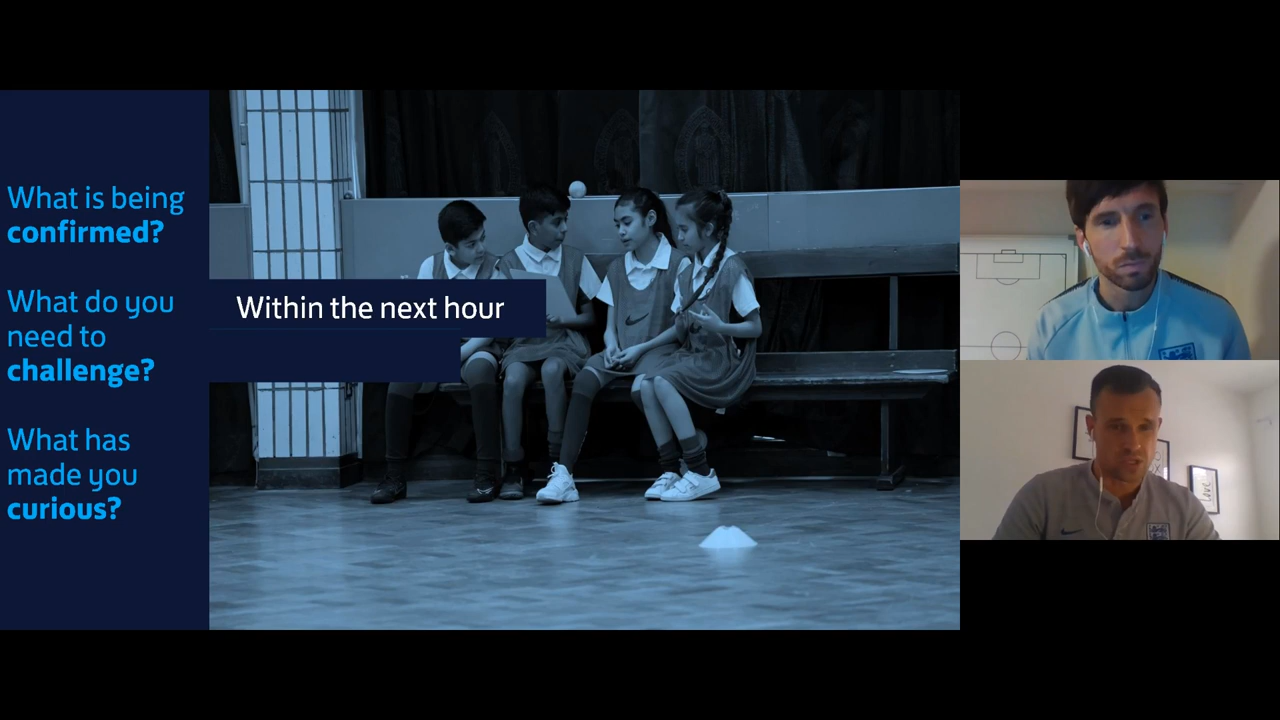 What is being
confirmed?
What do you
need to
challenge?
What has
made you
curious?
Within the next hour
love